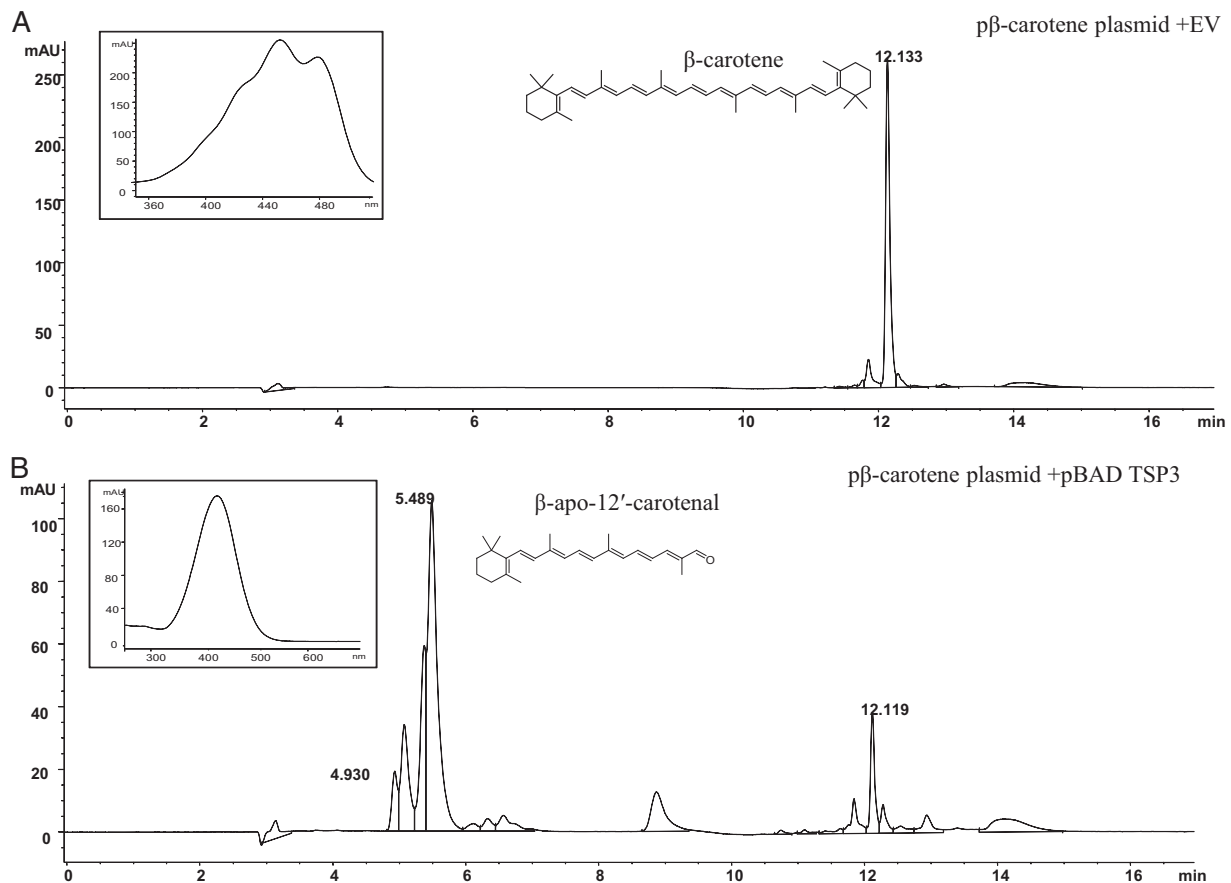 A
pβ-carotene plasmid +EV
mAU
250
200
150
100
50
0
mAU
200
150
100
50
0
360 400 440 480 nm
β-carotene
12.133
0 2 4 6 8 10 12 14 16 min
B
pβ-carotene plasmid +pBAD TSP3
mAU
100
80
60
40
20
0
mAU
160
120
80
40
0
300 400 500 600 nm
5.489
β-apo-12′-carotenal
O
4.930
12.119
0 2 4 6 8 10 12 14 16 min